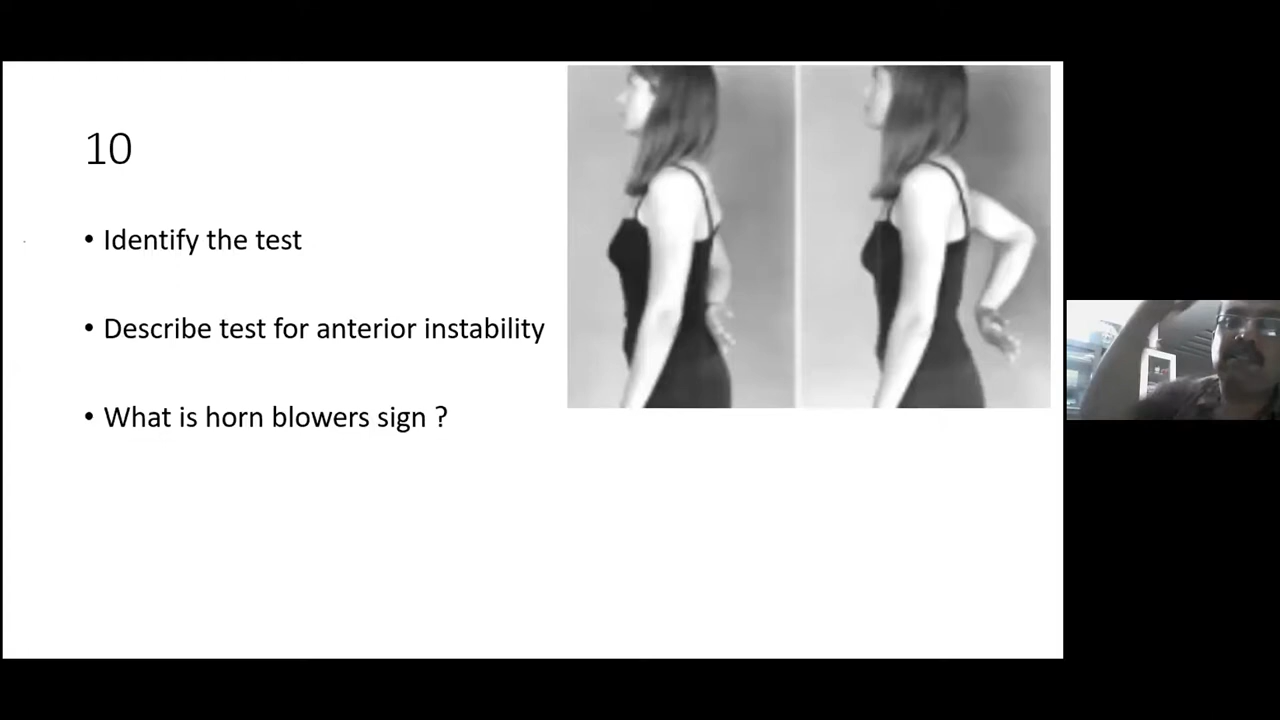 10
• Identify the test
• Describe test for anterior instability
• What is horn blowers sign ?